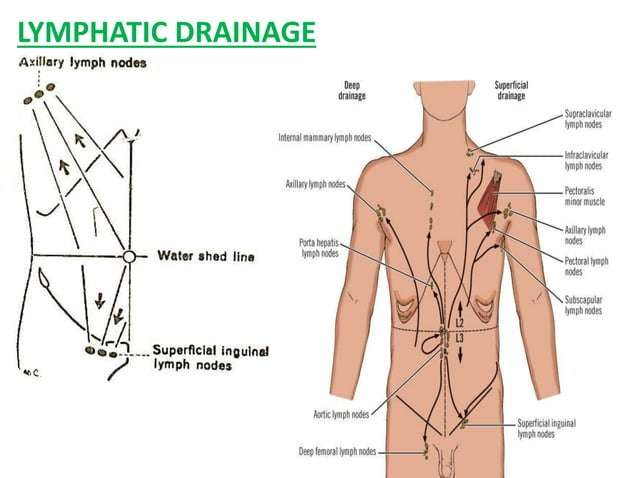 LYMPHATIC DRAINAGE
Axillary lymph nodes
Water shed line
Superficial inguinal
lymph nodes
Deep
drainage
Superficial
drainage
Internal mammary lymph nodes
Axillary lymph nodes
Porta hepatis
lymph nodes
Aortic lymph nodes
Deep femoral lymph nodes
Supraclavicular
lymph nodes
Infraclavicular
lymph nodes
Pectoralis
minor muscle
Axillary lymph
nodes
Pectoral lymph
nodes
Subscapular
lymph nodes
L2
L3
Superficial inguinal
lymph nodes